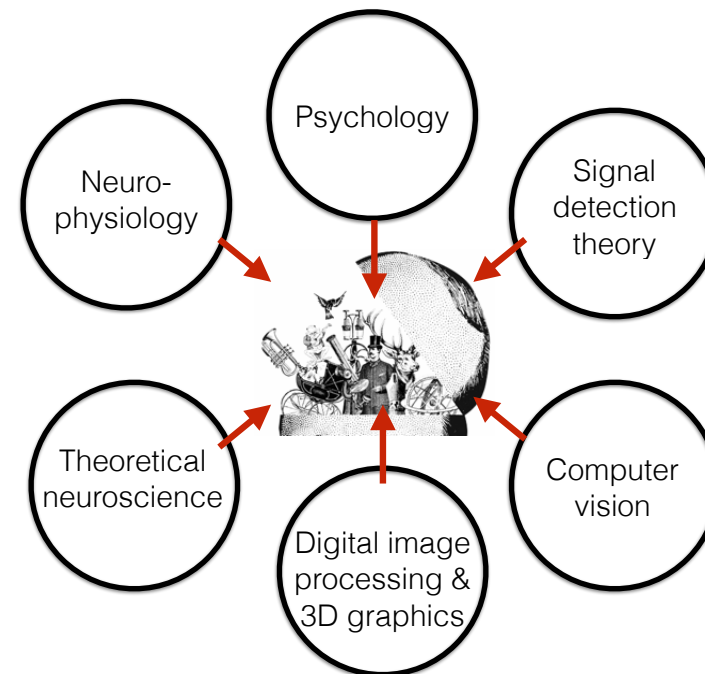 Psychology
Neuro-
physiology
Signal
detection
theory
Theoretical
neuroscience
Computer
vision
Digital image
processing &
3D graphics